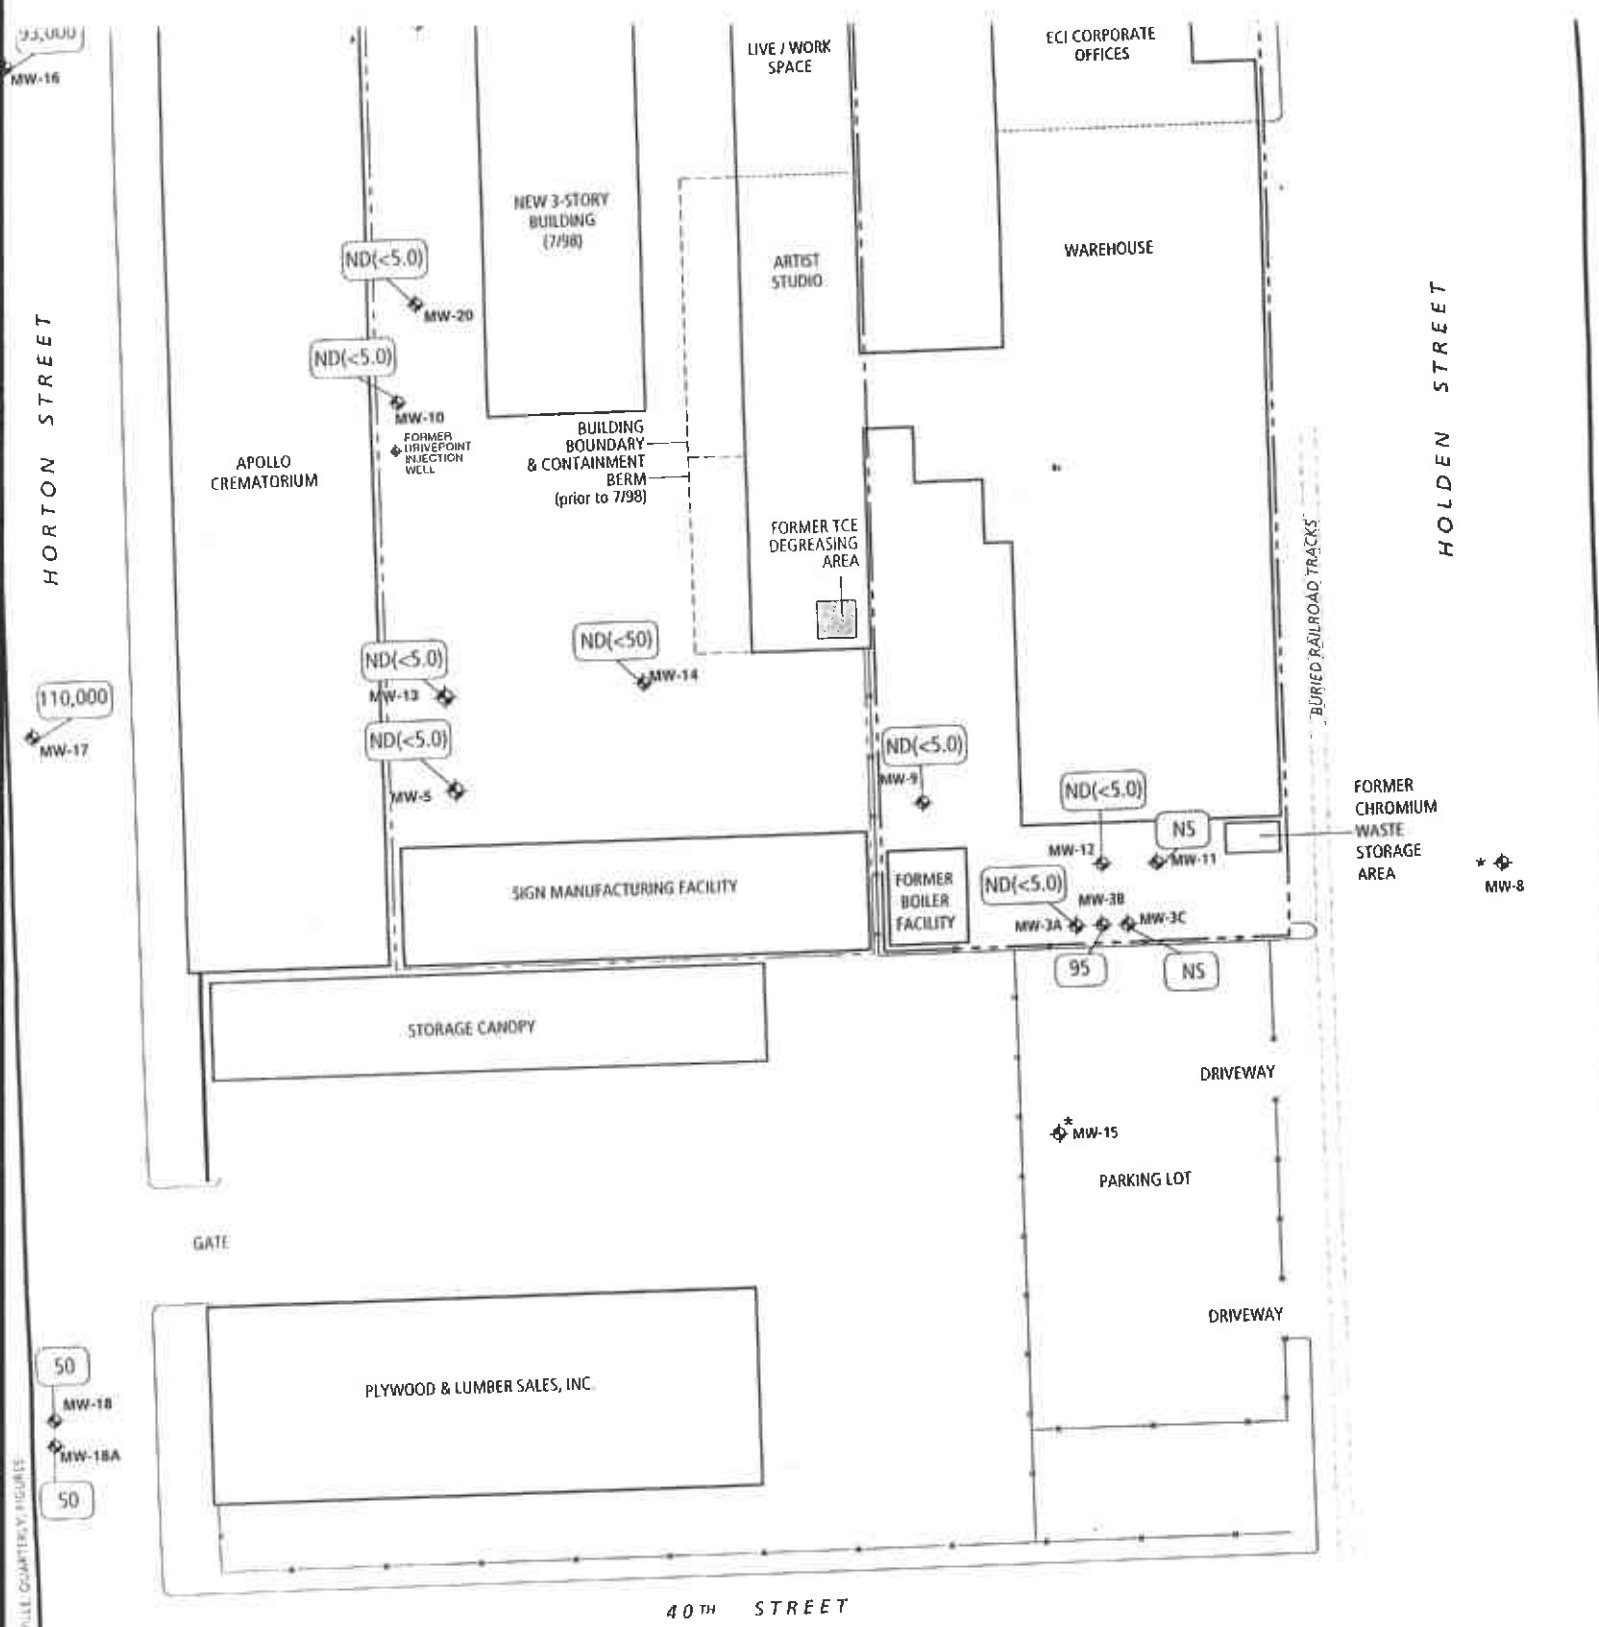 93,000
MW-16
LIVE / WORK
SPACE
ECI CORPORATE
OFFICES
NEW 3-STORY
BUILDING
(7/98)
ARTIST
STUDIO
WAREHOUSE
ND(<5.0)
MW-20
ND(<5.0)
MW-10
FORMER
DRIVEPOINT
INJECTION
WELL
HORTON STREET
HOLDEN STREET
APOLLO
CREMATORIUM
BUILDING
BOUNDARY
& CONTAINMENT
BERM
(prior to 7/98)
FORMER TCE
DEGREASING
AREA
BURIED RAILROAD TRACKS
ND(<5.0)
MW-13
ND(<50)
MW-14
110,000
MW-17
ND(<5.0)
MW-5
ND(<5.0)
MW-9
ND(<5.0)
MW-12
NS
MW-11
FORMER
CHROMIUM
WASTE
STORAGE
AREA
* MW-8
SIGN MANUFACTURING FACILITY
FORMER
BOILER
FACILITY
ND(<5.0)
MW-3A
MW-3B
MW-3C
95
NS
STORAGE CANOPY
DRIVEWAY
* MW-15
PARKING LOT
GATE
DRIVEWAY
50
MW-18
MW-18A
50
PLYWOOD & LUMBER SALES, INC.
QUARTERLY/FIGURES
40TH STREET